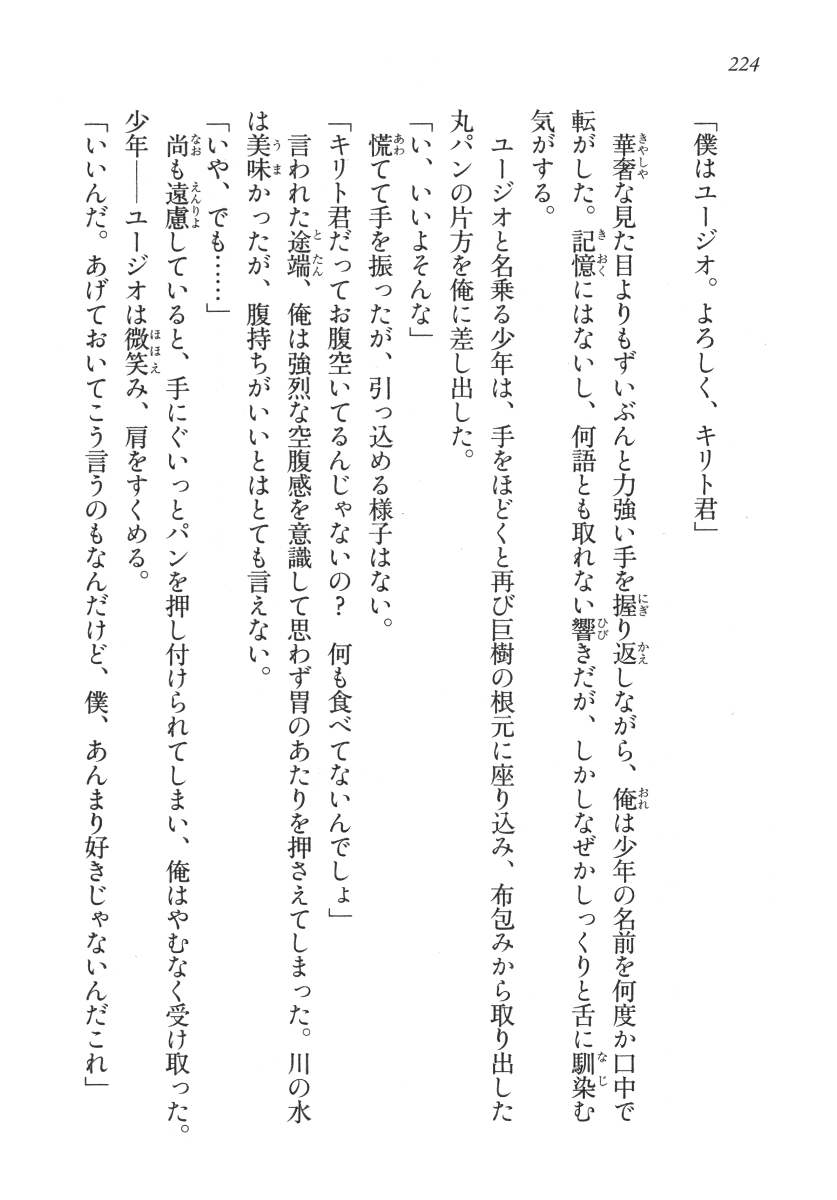 224
「僕はユージオ。よろしく、キリト君」
　華奢な見た目よりもずいぶんと力強い手を握り返しながら、俺は少年の名前を何度か口中で
転がした。記憶にはないし、何語とも取れない響きだが、しかしなぜかしっくりと舌に馴染む
気がする。
　ユージオと名乗る少年は、手をほどくと再び巨樹の根元に座り込み、布包みから取り出した
丸パンの片方を俺に差し出した。
「い、いいよそんな」
　慌てて手を振ったが、引っ込める様子はない。
「キリト君だってお腹空いてるんじゃないの？　何も食べてないんでしょ」
　言われた途端、俺は強烈な空腹感を意識して思わず胃のあたりを押さえてしまった。川の水
は美味かったが、腹持ちがいいとはとても言えない。
「いや、でも……」
　尚も遠慮していると、手にぐいっとパンを押し付けられてしまい、俺はやむなく受け取った。
少年――ユージオは微笑み、肩をすくめる。
「いいんだ。あげておいてこう言うのもなんだけど、僕、あんまり好きじゃないんだこれ」